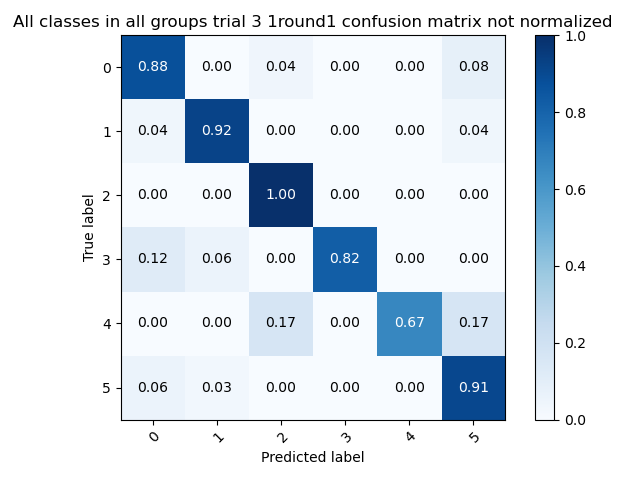 All classes in all groups trial 3 1round1 confusion matrix not normalized
1.0
0 0.88 0.00 0.04 0.00 0.00 0.08
0.8
1 0.04 0.92 0.00 0.00 0.00 0.04
2 0.00 0.00 1.00 0.00 0.00 0.00
0.6
True label
3 0.12 0.06 0.00 0.82 0.00 0.00
0.4
4 0.00 0.00 0.17 0.00 0.67 0.17
0.2
5 0.06 0.03 0.00 0.00 0.00 0.91
0.0
0 1 2 3 4 5
Predicted label